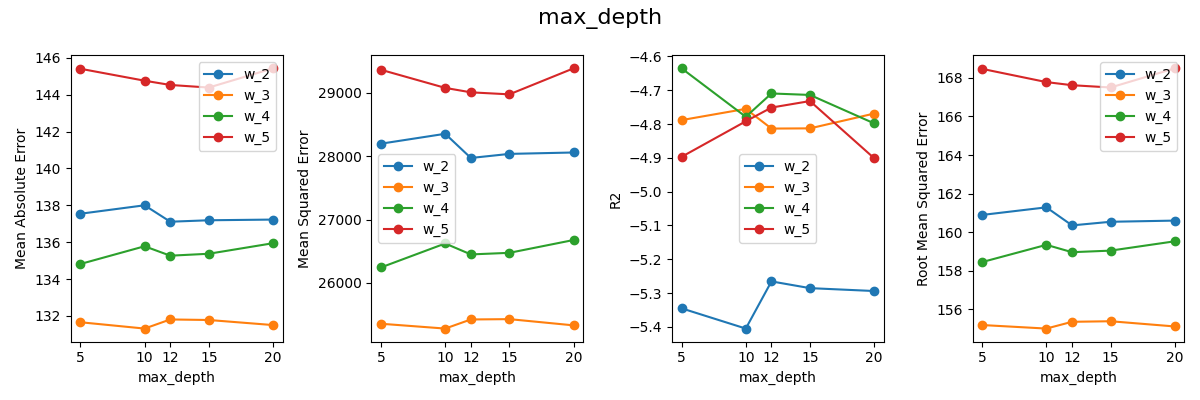 max_depth
Mean Absolute Error
146
144
142
140
138
136
134
132
5
10
12
15
20
max_depth
w_2
w_3
w_4
w_5
Mean Squared Error
29000
28000
27000
26000
5
10
12
15
20
max_depth
w_2
w_3
w_4
w_5
R2
−4.6
−4.7
−4.8
−4.9
−5.0
−5.1
−5.2
−5.3
−5.4
5
10
12
15
20
max_depth
w_2
w_3
w_4
w_5
Root Mean Squared Error
168
166
164
162
160
158
156
5
10
12
15
20
max_depth
w_2
w_3
w_4
w_5